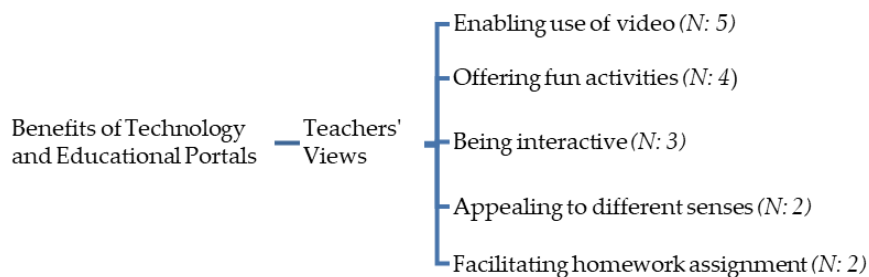 Benefits of Technology
and Educational Portals
Teachers'
Views
Enabling use of video (N: 5)
Offering fun activities (N: 4)
Being interactive (N: 3)
Appealing to different senses (N: 2)
Facilitating homework assignment (N: 2)